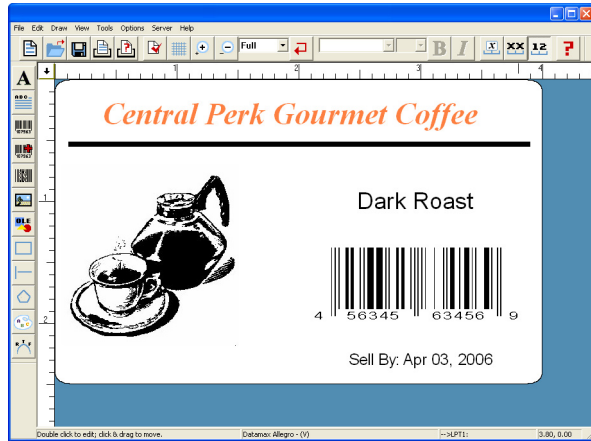 File Edit Draw View Tools Options Server Help
Full
B I x xx 12 ?
1 2 3 4
A
ABC
1
OLE
2
R T F
Central Perk Gourmet Coffee
Dark Roast
4 56345 63456 9
Sell By: Apr 03, 2006
Double click to edit; click & drag to move. Datamax Allegro - (V) -->LPT1: 3.80, 0.00